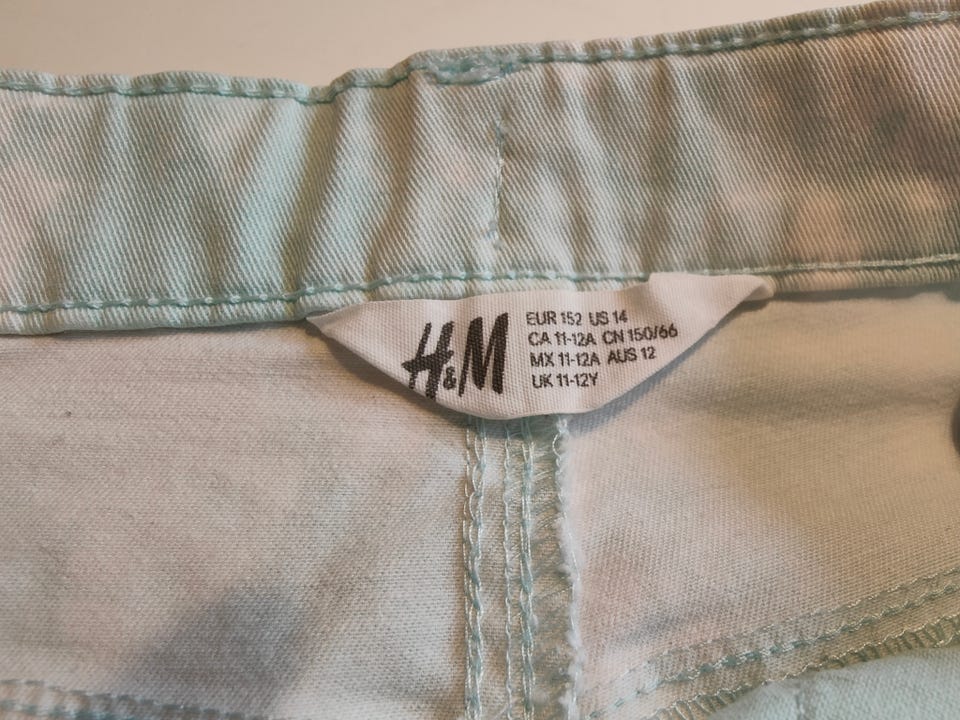 H&M
EUR 152 US 14
CA 11-12A CN 150/66
MX 11-12A AUS 12
UK 11-12Y